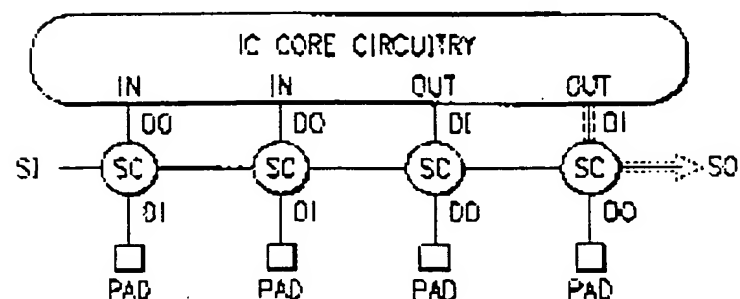 IC CORE CIRCUITRY
IN IN OUT OUT
DO DO DI DI
SI SC SC SC SC SO
DI DI DO DO
PAD PAD PAD PAD